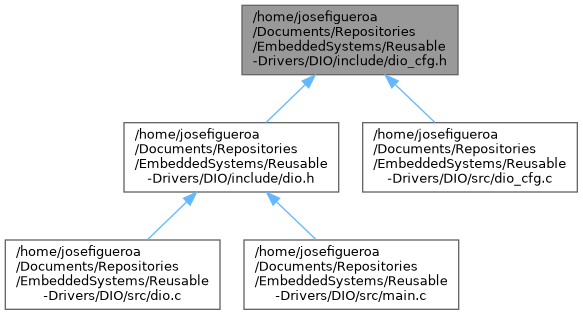 /home/josefigueroa
/Documents/Repositories
/EmbeddedSystems/Reusable
-Drivers/DIO/include/dio_cfg.h
/home/josefigueroa
/Documents/Repositories
/EmbeddedSystems/Reusable
-Drivers/DIO/include/dio.h
/home/josefigueroa
/Documents/Repositories
/EmbeddedSystems/Reusable
-Drivers/DIO/src/dio_cfg.c
/home/josefigueroa
/Documents/Repositories
/EmbeddedSystems/Reusable
-Drivers/DIO/src/dio.c
/home/josefigueroa
/Documents/Repositories
/EmbeddedSystems/Reusable
-Drivers/DIO/src/main.c